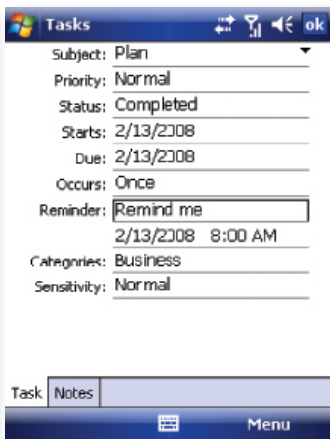 Tasks ok
Subject: Plan
Priority: Normal
Status: Completed
Starts: 2/13/2008
Due: 2/13/2008
Occurs: Once
Reminder: Remind me
2/13/2008 8:00 AM
Categories: Business
Sensitivity: Normal
Task Notes
Menu